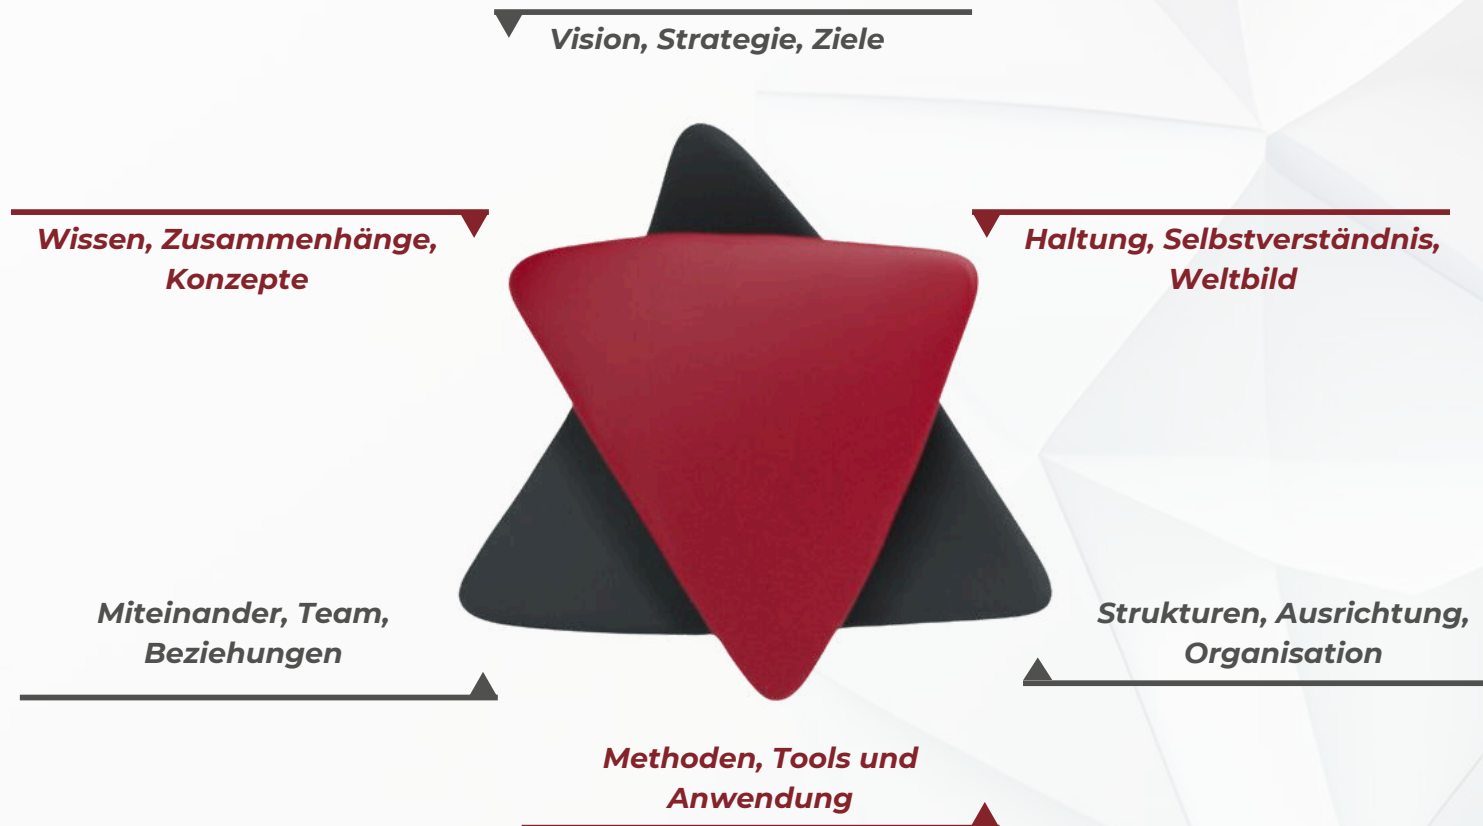 Vision, Strategie, Ziele
Wissen, Zusammenhänge,
Konzepte
Haltung, Selbstverständnis,
Weltbild
Miteinander, Team,
Beziehungen
Strukturen, Ausrichtung,
Organisation
Methoden, Tools und
Anwendung